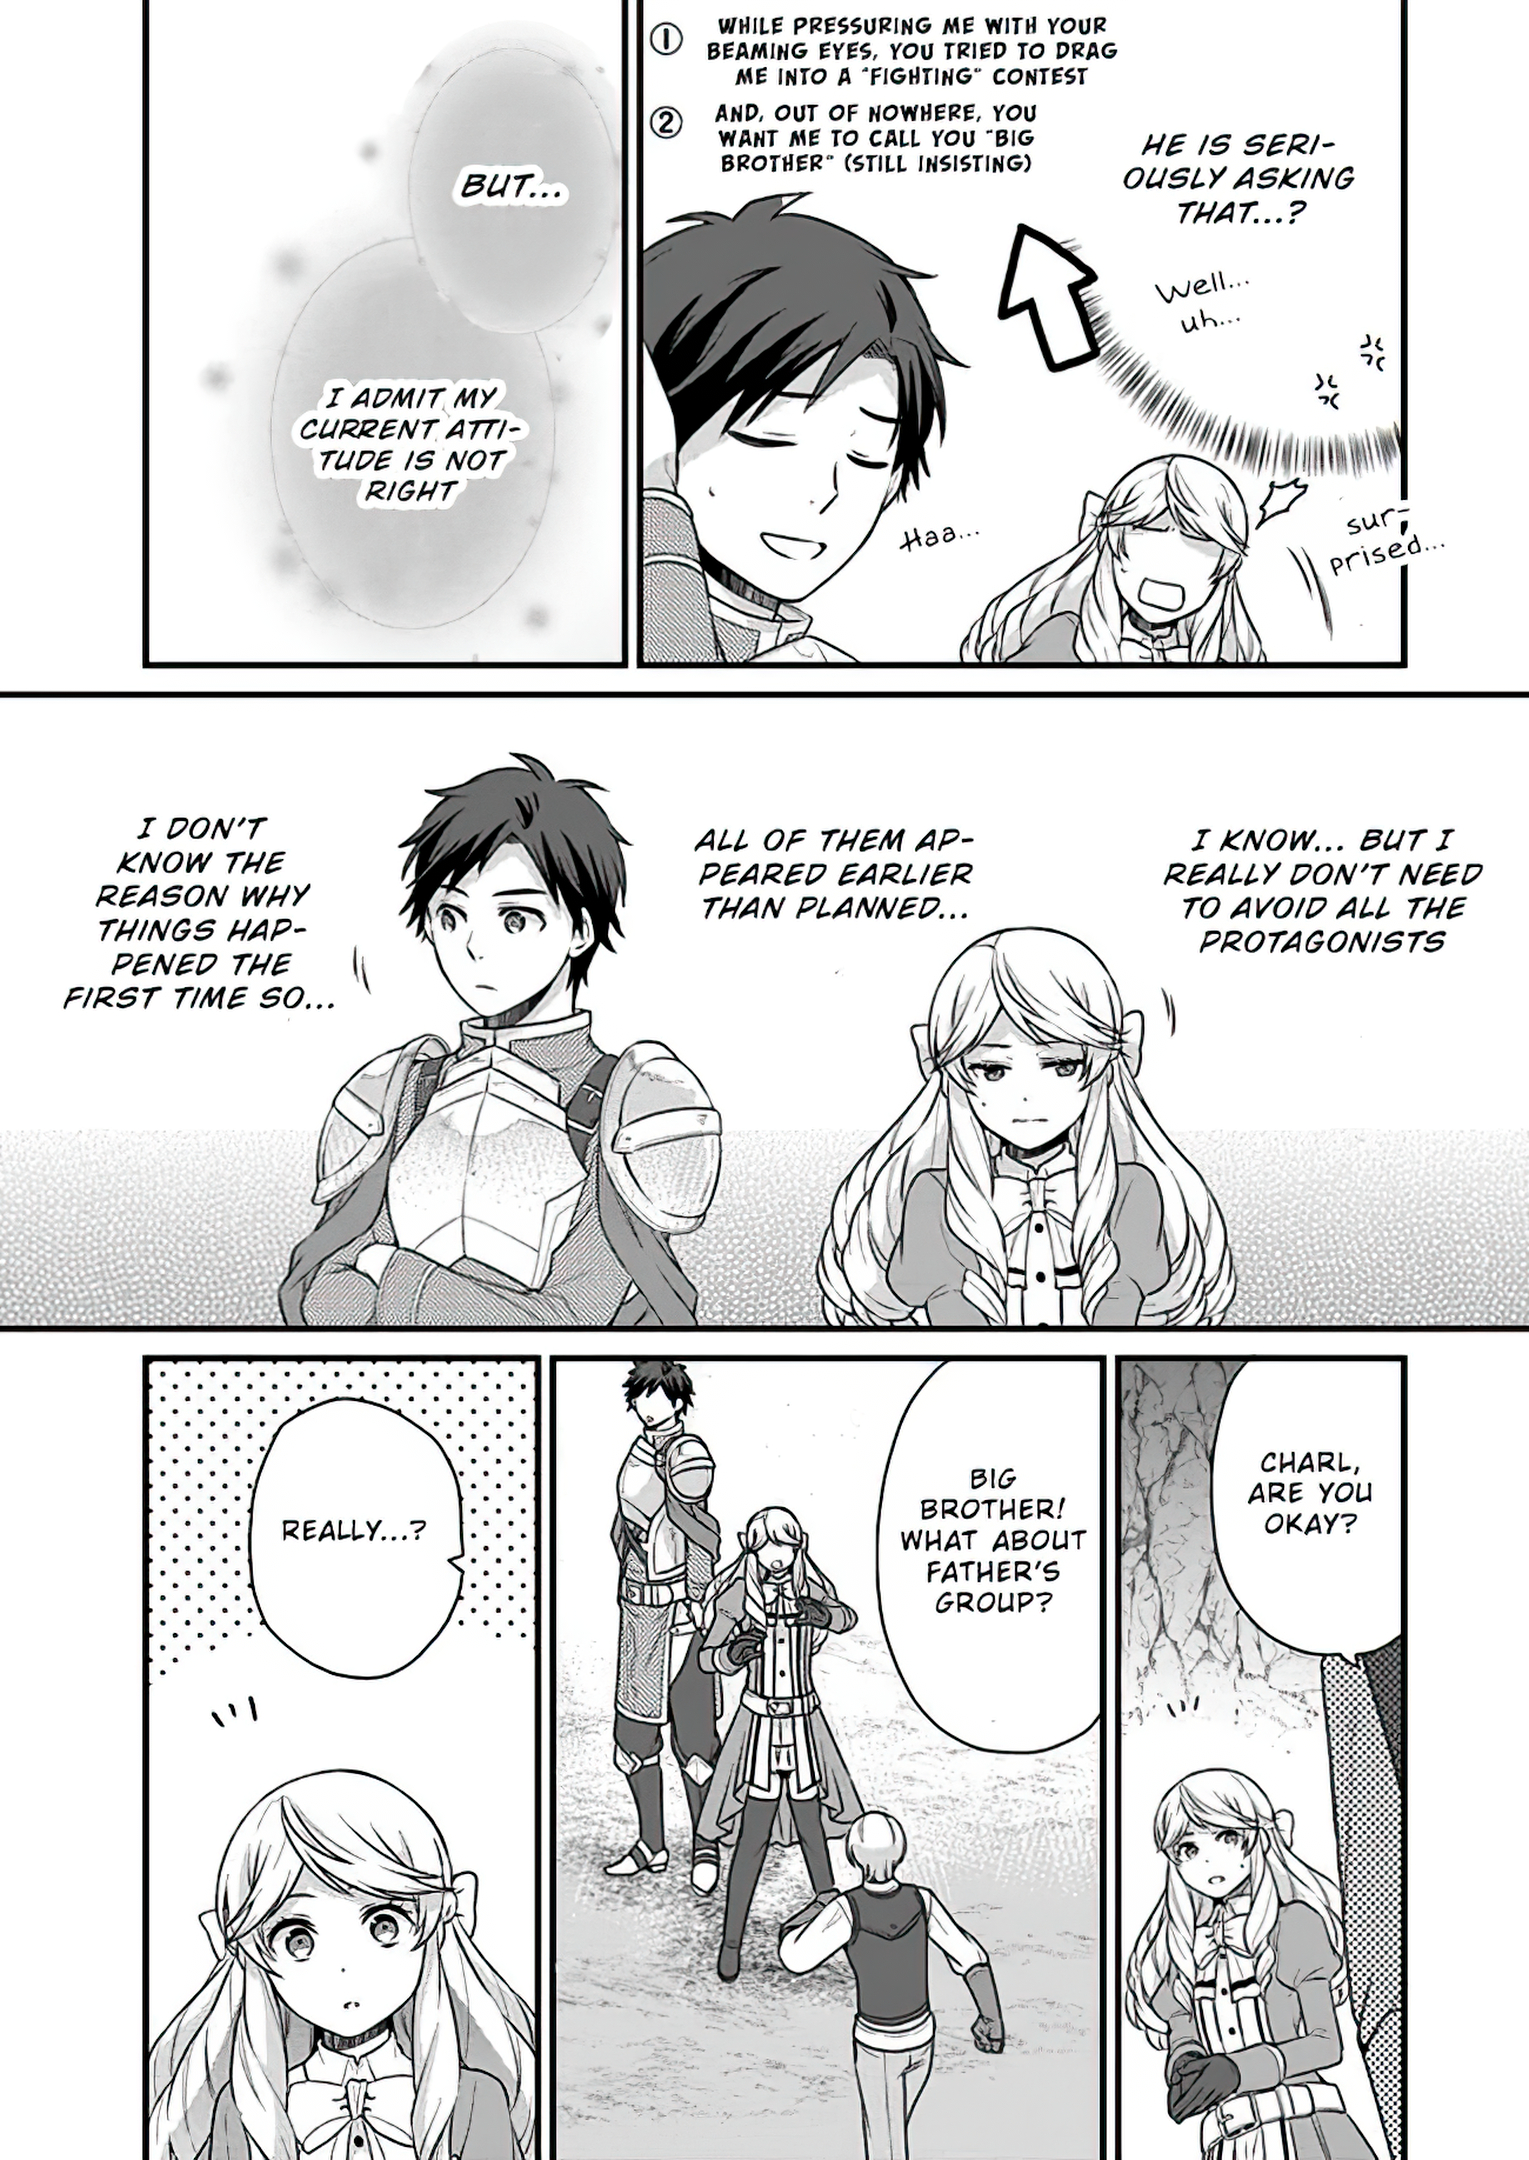 HE IS SERI-
OUSLY ASKING
THAT...?
① WHILE PRESSURING ME WITH YOUR
BEAMING EYES, YOU TRIED TO DRAG
ME INTO A "FIGHTING" CONTEST
② AND, OUT OF NOWHERE, YOU
WANT ME TO CALL YOU "BIG
BROTHER" (STILL INSISTING)
Well...
uh...
sur-
prised...
Haa...
BUT...
I ADMIT MY
CURRENT ATTI-
TUDE IS NOT
RIGHT
I KNOW... BUT I
REALLY DON'T NEED
TO AVOID ALL THE
PROTAGONISTS
ALL OF THEM AP-
PEARED EARLIER
THAN PLANNED...
I DON'T
KNOW THE
REASON WHY
THINGS HAP-
PENED THE
FIRST TIME SO...
CHARL,
ARE YOU
OKAY?
BIG
BROTHER!
WHAT ABOUT
FATHER'S
GROUP?
REALLY...?